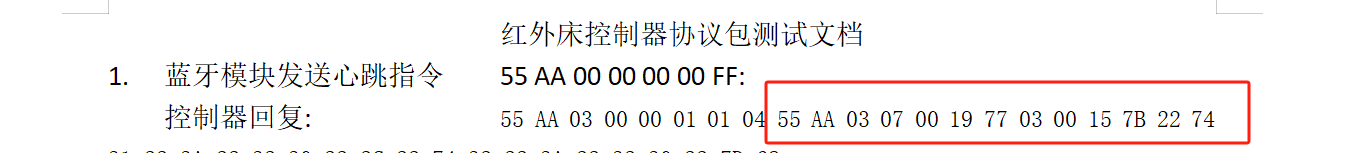 红外床控制器协议包测试文档
1. 蓝牙模块发送心跳指令 55 AA 00 00 00 00 FF:
控制器回复: 55 AA 03 00 00 01 01 04 55 AA 03 07 00 19 77 03 00 15 7B 22 74